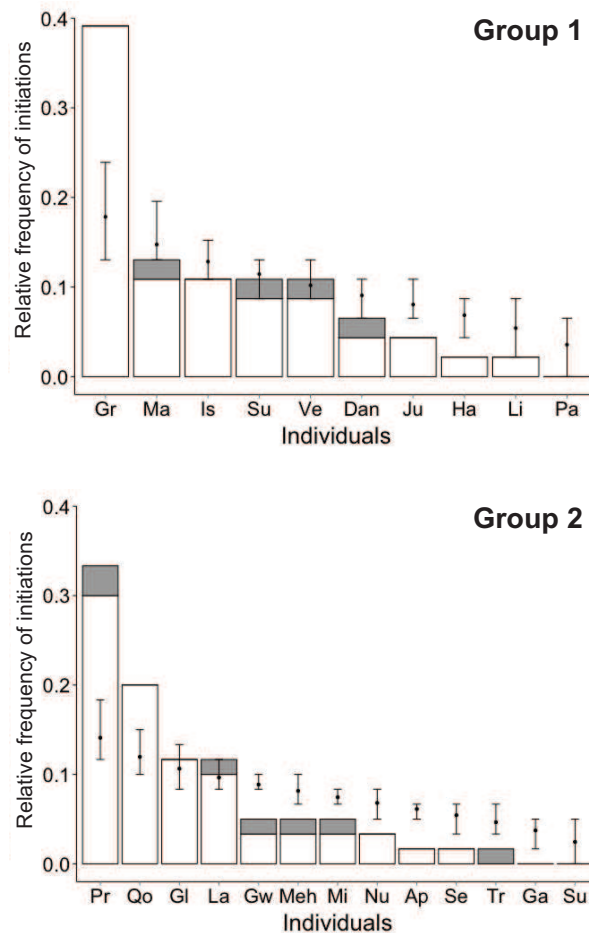 Group 1
Relative frequency of initiations
0.4
0.3
0.2
0.1
0.0
Gr Ma Is Su Ve Dan Ju Ha Li Pa
Individuals
Group 2
Relative frequency of initiations
0.4
0.3
0.2
0.1
0.0
Pr Qo Gl La Gw Meh Mi Nu Ap Se Tr Ga Su
Individuals